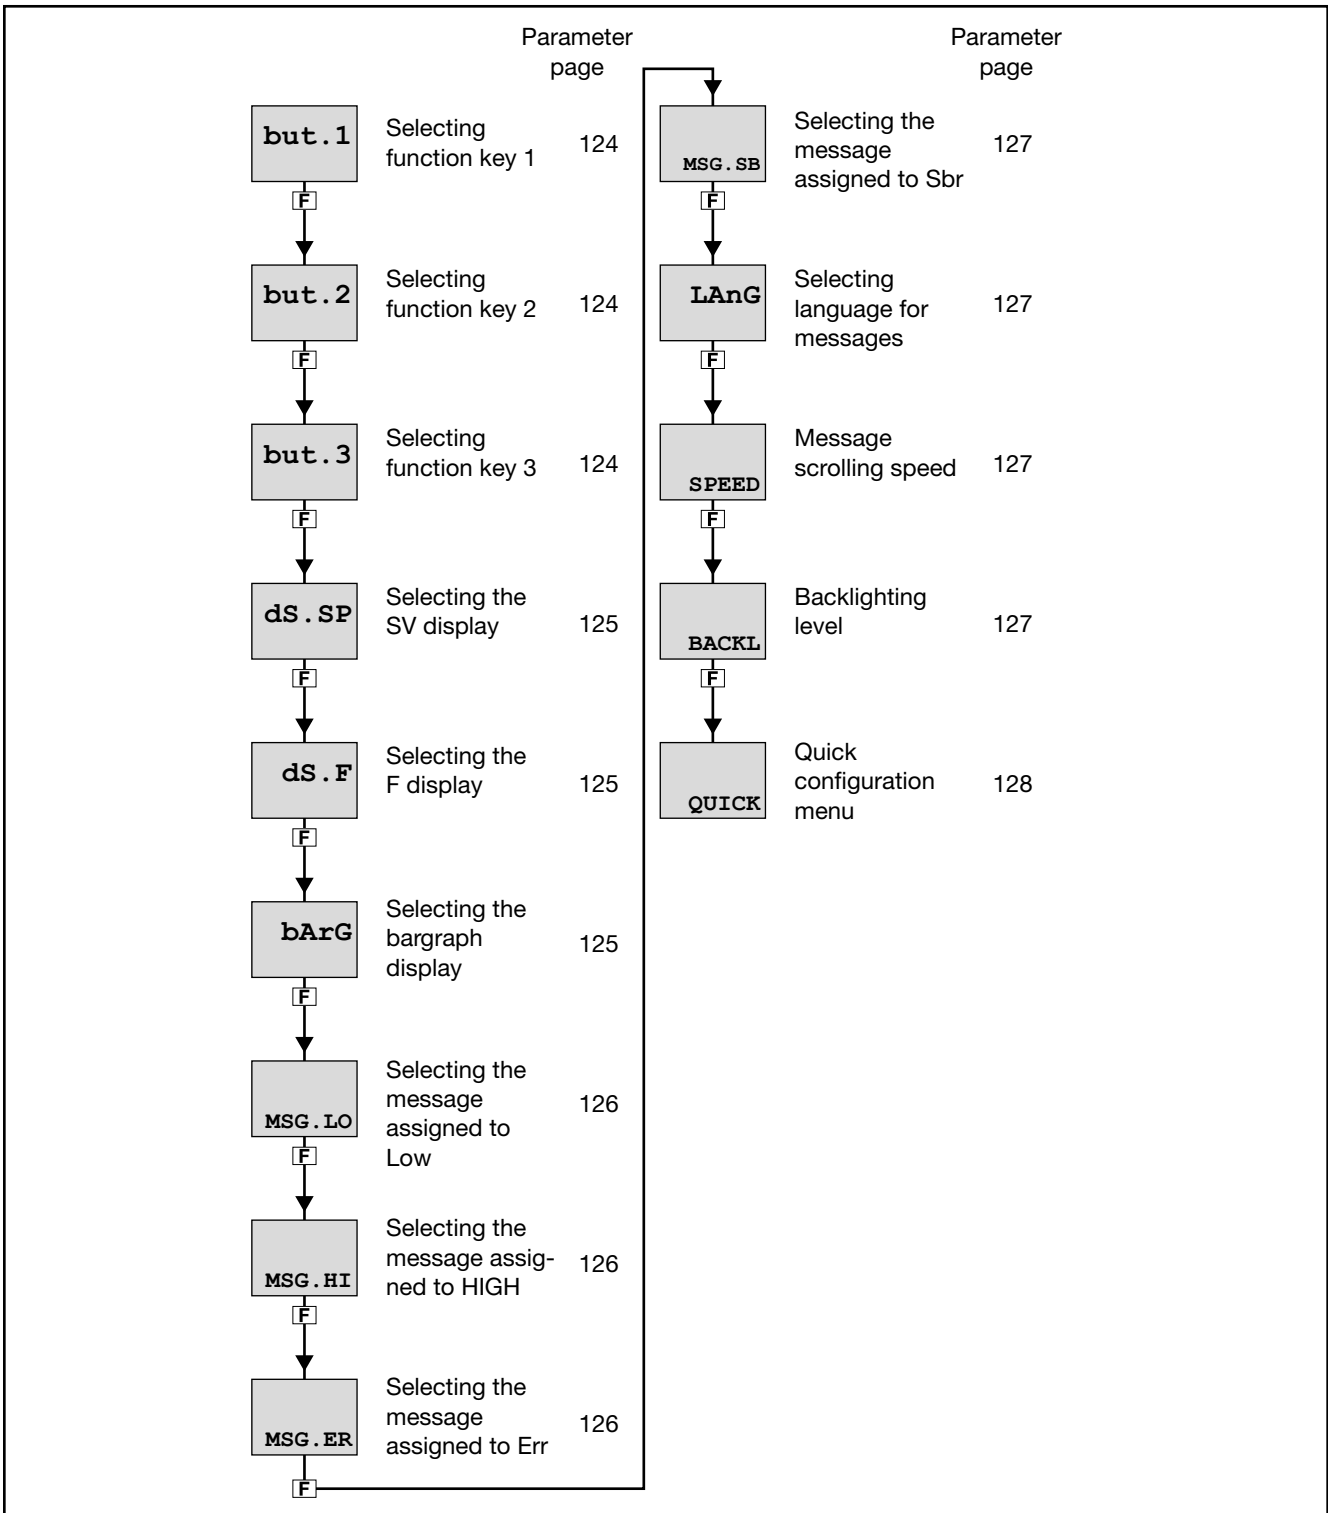 Parameter
page
but.1
Selecting
function key 1
124
F
but.2
Selecting
function key 2
124
F
but.3
Selecting
function key 3
124
F
dS.SP
Selecting the
SV display
125
F
dS.F
Selecting the
F display
125
F
bArG
Selecting the
bargraph
display
125
F
MSG.LO
Selecting the
message
assigned to
Low
126
F
MSG.HI
Selecting the
message assig-
ned to HIGH
126
F
MSG.ER
Selecting the
message
assigned to Err
126
F
Parameter
page
MSG.SB
Selecting the
message
assigned to Sbr
127
F
LAnG
Selecting
language for
messages
127
F
SPEED
Message
scrolling speed
127
F
BACKL
Backlighting
level
127
F
QUICK
Quick
configuration
menu
128